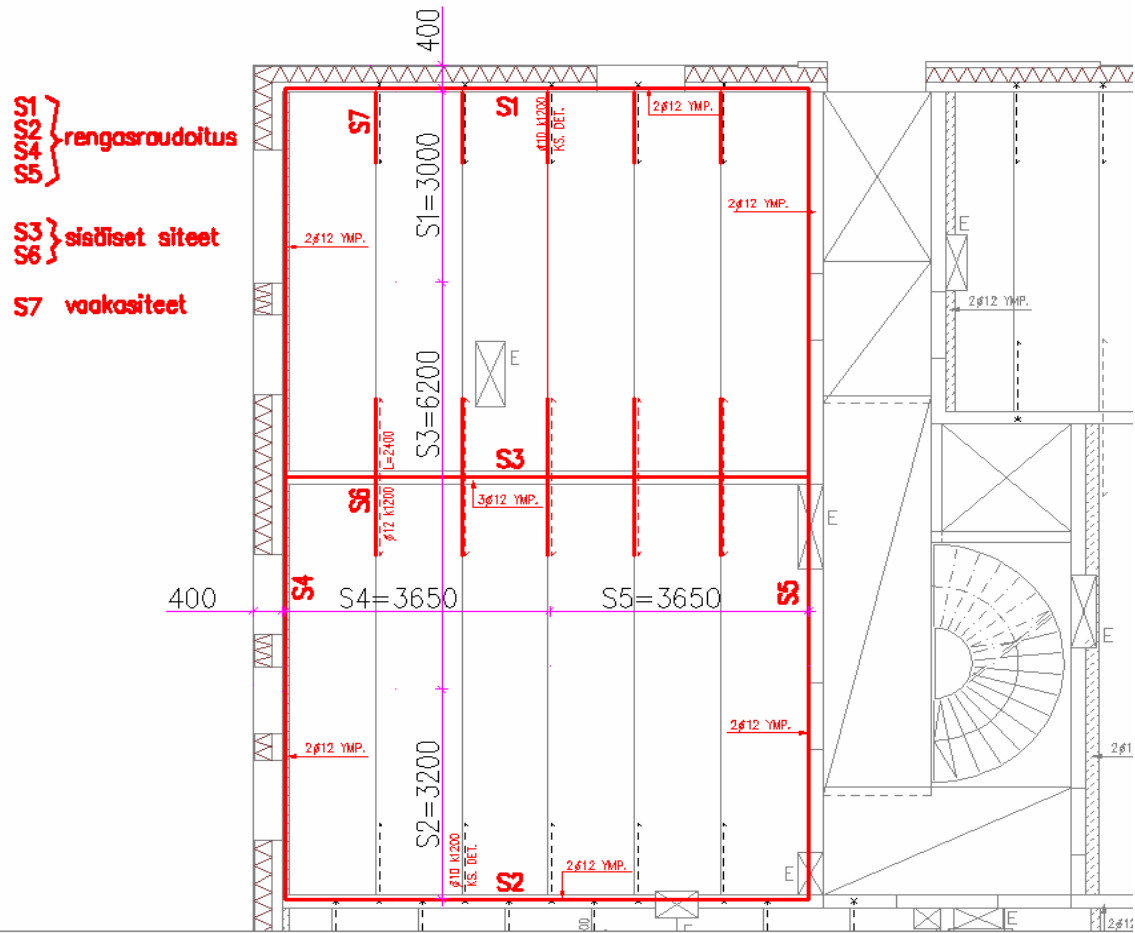 S1
S2
S4
S5
rengasraudoitus
S3
S6
sisäiset siteet
S7 vaakasiteet
400
S7
S1
ø10 k1200
KS. DET.
2ø12 YMP.
S1=3000
2ø12 YMP.
2ø12 YMP.
E
2ø12 YMP.
E
S3=6200
L=2400
S3
S6
ø12 k1200
3ø12 YMP.
E
400
S4
S4=3650
S5=3650
S5
E
2ø12 YMP.
2ø12 YMP.
S2=3200
ø10 k1200
KS. DET.
S2
2ø12 YMP.
E
E
E
2ø1
2ø12